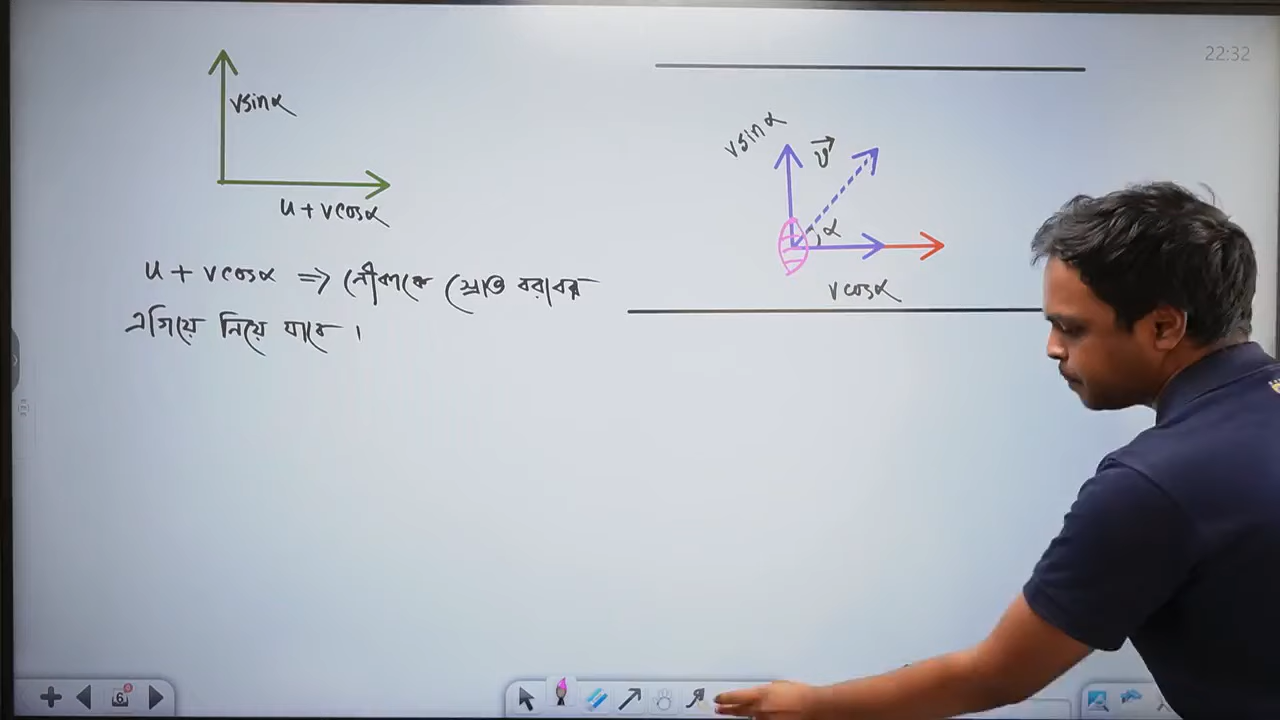 22:32
vsinα
u + vcosα
u + vcosα ⇒ নৌকাকে স্রোত বরাবর
এগিয়ে নিয়ে যাবে ।
vsinα
v⃗
α
vcosα
6